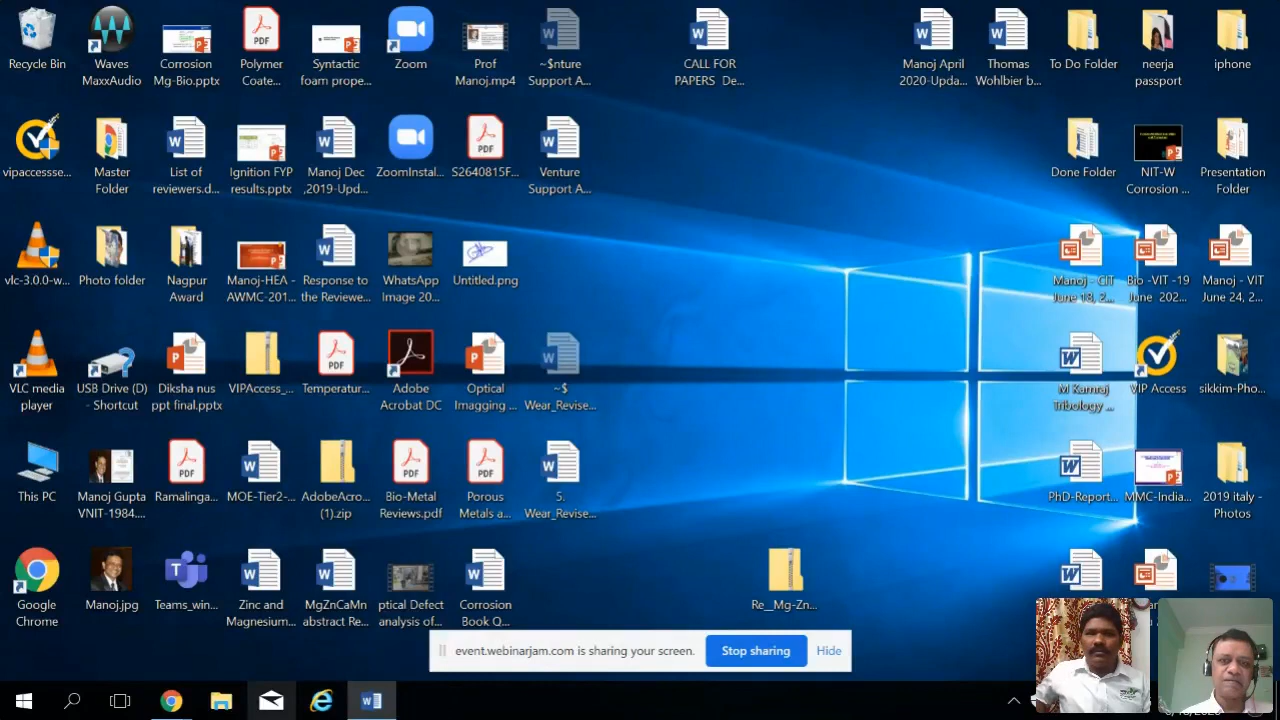 Recycle Bin
Waves
MaxxAudio
Corrosion
Mg-Bio.pptx
PDF
Polymer
Coate...
Syntactic
foam prope...
Zoom
Prof
Manoj.mp4
~$nture
Support A...
CALL FOR
PAPERS De...
Manoj April
2020-Upda...
Thomas
Wohlbier b...
To Do Folder
neerja
passport
iphone
vipaccessse...
Master
Folder
List of
reviewers.d...
Ignition FYP
results.pptx
Manoj Dec
,2019-Upd...
ZoomInstal...
PDF
S2640815F...
Venture
Support A...
Done Folder
NIT-W
Corrosion ...
Presentation
Folder
vlc-3.0.0-w...
Photo folder
Nagpur
Award
Manoj-HEA -
AWMC-201...
Response to
the Reviewe...
WhatsApp
Image 20...
Untitled.png
Manoj - CIT
June 18, 2...
Bio -VIT -19
June 202...
Manoj - VIT
June 24, 2...
VLC media
player
USB Drive (D)
- Shortcut
Diksha nus
ppt final.pptx
VIPAccess_...
PDF
Temperatur...
Adobe
Acrobat DC
Optical
Imagging ...
~$
Wear_Revise...
M Kamraj
Tribology ...
VIP Access
sikkim-Pho...
This PC
Manoj Gupta
VNIT-1984....
PDF
Ramalinga...
MOE-Tier2-...
AdobeAcro...
(1).zip
PDF
Bio-Metal
Reviews.pdf
PDF
Porous
Metals a...
5.
Wear_Revise...
PhD-Report...
MMC-India...
2019 italy -
Photos
Google
Chrome
Manoj.jpg
Teams_win...
Zinc and
Magnesium...
MgZnCaMn
abstract Re...
ptical Defect
analysis of...
Corrosion
Book Q...
Re__Mg-Zn...
event.webinarjam.com is sharing your screen.
Stop sharing
Hide